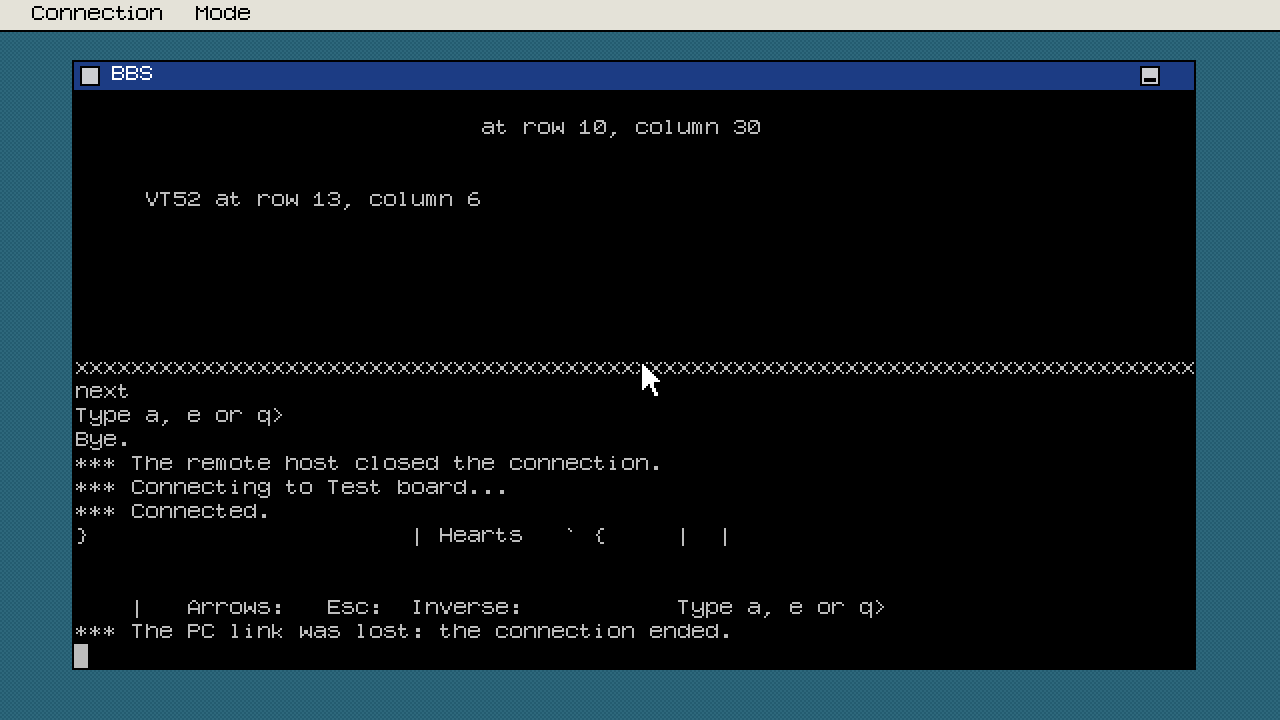 Connection Mode
BBS
at row 10, column 30
VT52 at row 13, column 6
XXXXXXXXXXXXXXXXXXXXXXXXXXXXXXXXXXXXXXXXXXXXXXXXXXXXXXXXXXXXXXXXXXXXXXXXXXXXXXXX
next
Type a, e or q>
Bye.
*** The remote host closed the connection.
*** Connecting to Test board...
*** Connected.
}                       | Hearts   ` {     |  |
    |   Arrows:   Esc:  Inverse:           Type a, e or q>
*** The PC link was lost: the connection ended.